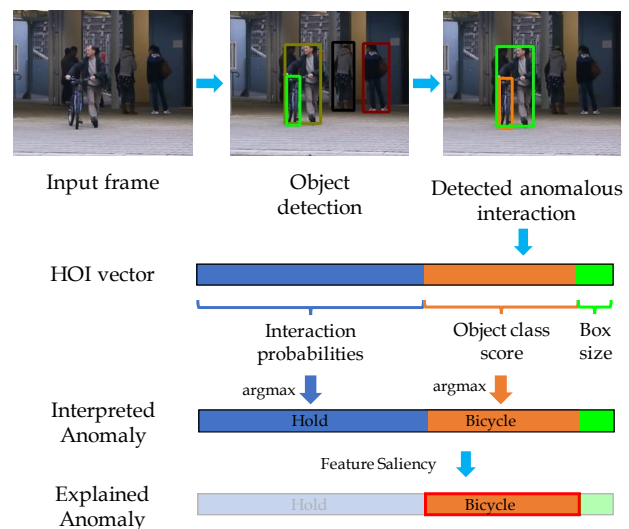 Input frame
Object
detection
Detected anomalous
interaction
HOI vector
Interaction
probabilities
Object class
score
Box
size
argmax
argmax
Interpreted
Anomaly
Hold
Bicycle
Feature Saliency
Explained
Anomaly
Hold
Bicycle